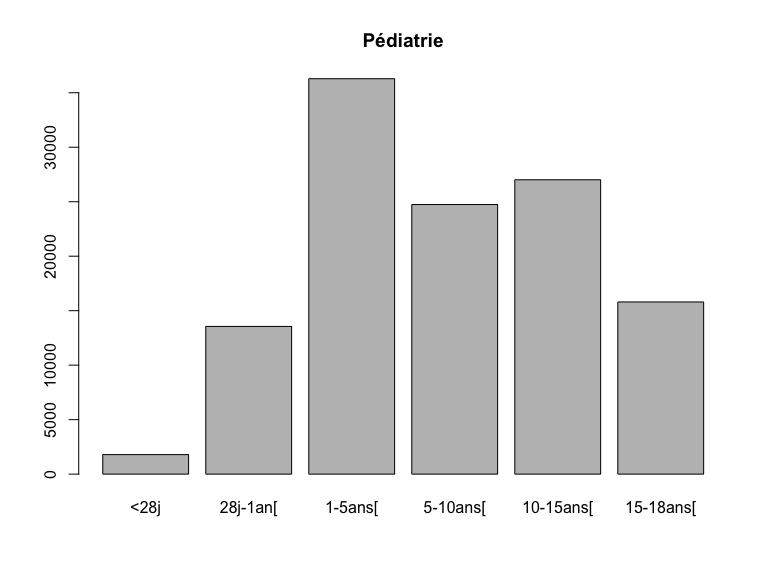 Pédiatrie
30000
20000
10000
5000
0
<28j
28j-1an[
1-5ans[
5-10ans[
10-15ans[
15-18ans[